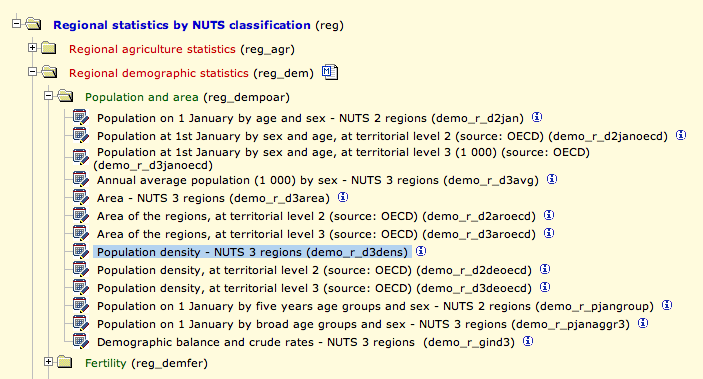 Regional statistics by NUTS classification (reg)
Regional agriculture statistics (reg_agr)
Regional demographic statistics (reg_dem) M
Population and area (reg_dempoar)
Population on 1 January by age and sex - NUTS 2 regions (demo_r_d2jan) i
Population at 1st January by sex and age, at territorial level 2 (source: OECD) (demo_r_d2janoecd) i
Population at 1st January by sex and age, at territorial level 3 (1 000) (source: OECD)
(demo_r_d3janoecd)
Annual average population (1 000) by sex - NUTS 3 regions (demo_r_d3avg) i
Area - NUTS 3 regions (demo_r_d3area) i
Area of the regions, at territorial level 2 (source: OECD) (demo_r_d2aroecd) i
Area of the regions, at territorial level 3 (source: OECD) (demo_r_d3aroecd) i
Population density - NUTS 3 regions (demo_r_d3dens) i
Population density, at territorial level 2 (source: OECD) (demo_r_d2deoecd) i
Population density, at territorial level 3 (source: OECD) (demo_r_d3deoecd) i
Population on 1 January by five years age groups and sex - NUTS 2 regions (demo_r_pjangroup) i
Population on 1 January by broad age groups and sex - NUTS 3 regions (demo_r_pjanaggr3) i
Demographic balance and crude rates - NUTS 3 regions (demo_r_gind3) i
Fertility (reg_demfer)